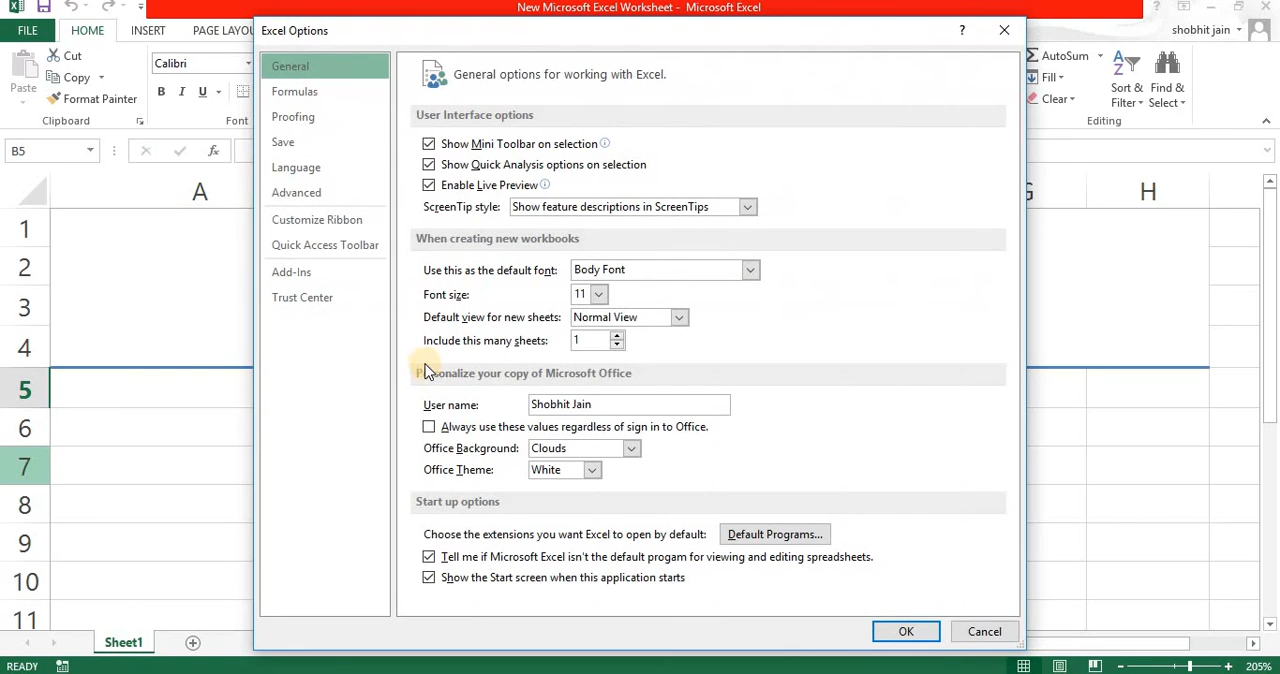 New Microsoft Excel Worksheet - Microsoft Excel
FILE HOME INSERT PAGE LAYOU shobhit jain
Excel Options
Paste Cut Copy Format Painter
Clipboard
Calibri
B I U
Font
AutoSum Fill Clear
Sort & Filter Find & Select
Editing
B5 fx
A H
1
2
3
4
5
6
7
8
9
10
11
General
Formulas
Proofing
Save
Language
Advanced
Customize Ribbon
Quick Access Toolbar
Add-Ins
Trust Center
General options for working with Excel.
User Interface options
Show Mini Toolbar on selection
Show Quick Analysis options on selection
Enable Live Preview
ScreenTip style: Show feature descriptions in ScreenTips
When creating new workbooks
Use this as the default font: Body Font
Font size: 11
Default view for new sheets: Normal View
Include this many sheets: 1
Personalize your copy of Microsoft Office
User name: Shobhit Jain
Always use these values regardless of sign in to Office.
Office Background: Clouds
Office Theme: White
Start up options
Choose the extensions you want Excel to open by default: Default Programs...
Tell me if Microsoft Excel isn't the default progam for viewing and editing spreadsheets.
Show the Start screen when this application starts
OK Cancel
Sheet1
READY 205%